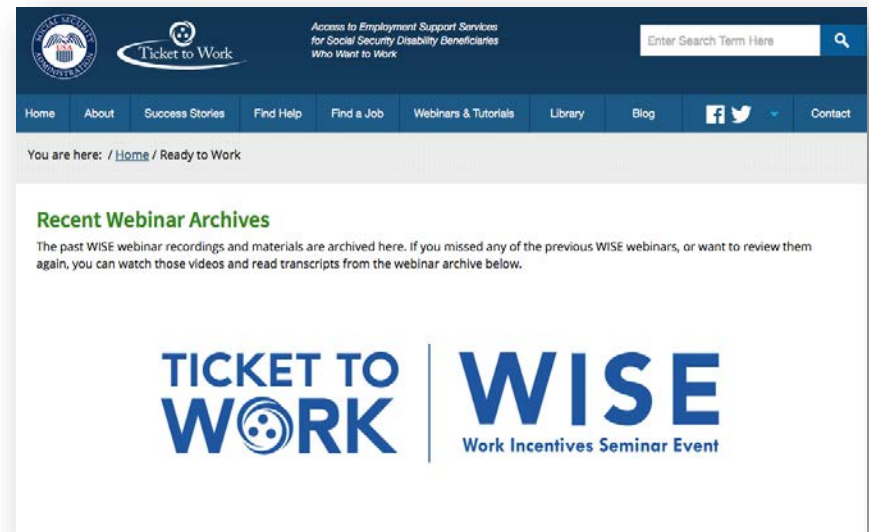 SOCIAL SECURITY
USA
ADMINISTRATION
Ticket to Work
Access to Employment Support Services
for Social Security Disability Beneficiaries
Who Want to Work
Enter Search Term Here
Home About Success Stories Find Help Find a Job Webinars & Tutorials Library Blog Contact
You are here: / Home / Ready to Work
Recent Webinar Archives
The past WISE webinar recordings and materials are archived here. If you missed any of the previous WISE webinars, or want to review them
again, you can watch those videos and read transcripts from the webinar archive below.
TICKET TO
WORK
WISE
Work Incentives Seminar Event